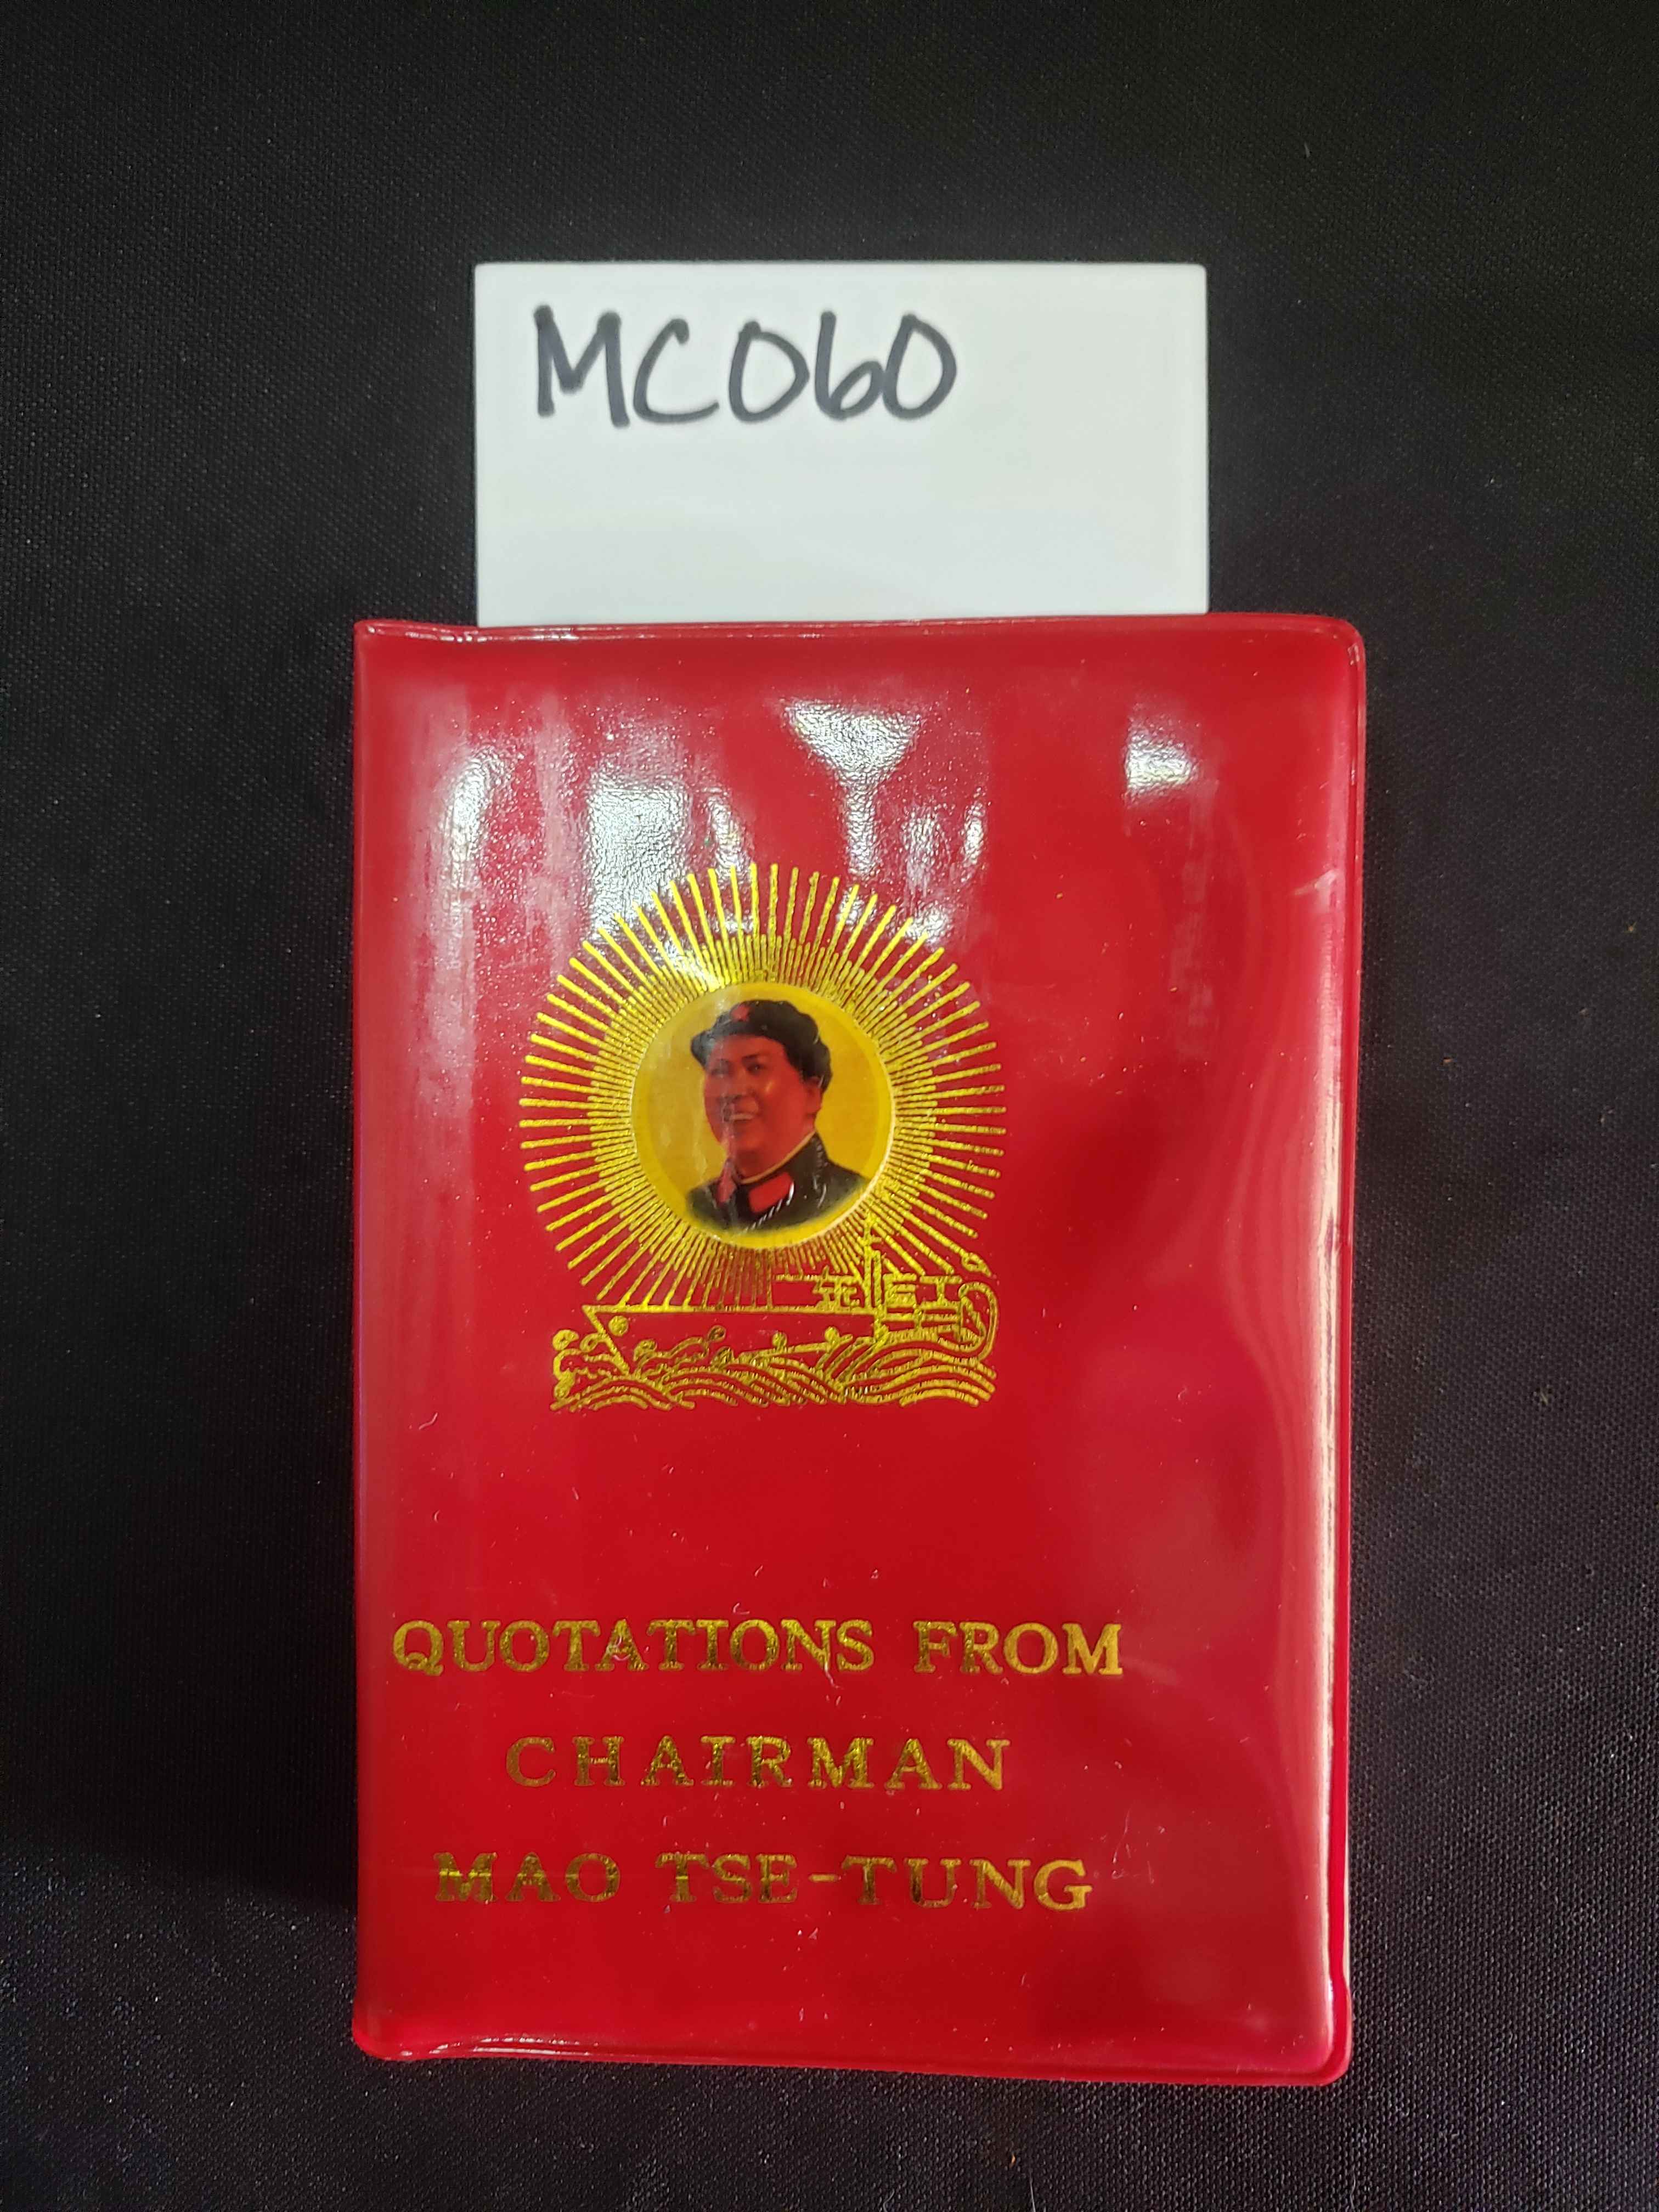 MC060
QUOTATIONS FROM
CHAIRMAN
MAO TSE-TUNG